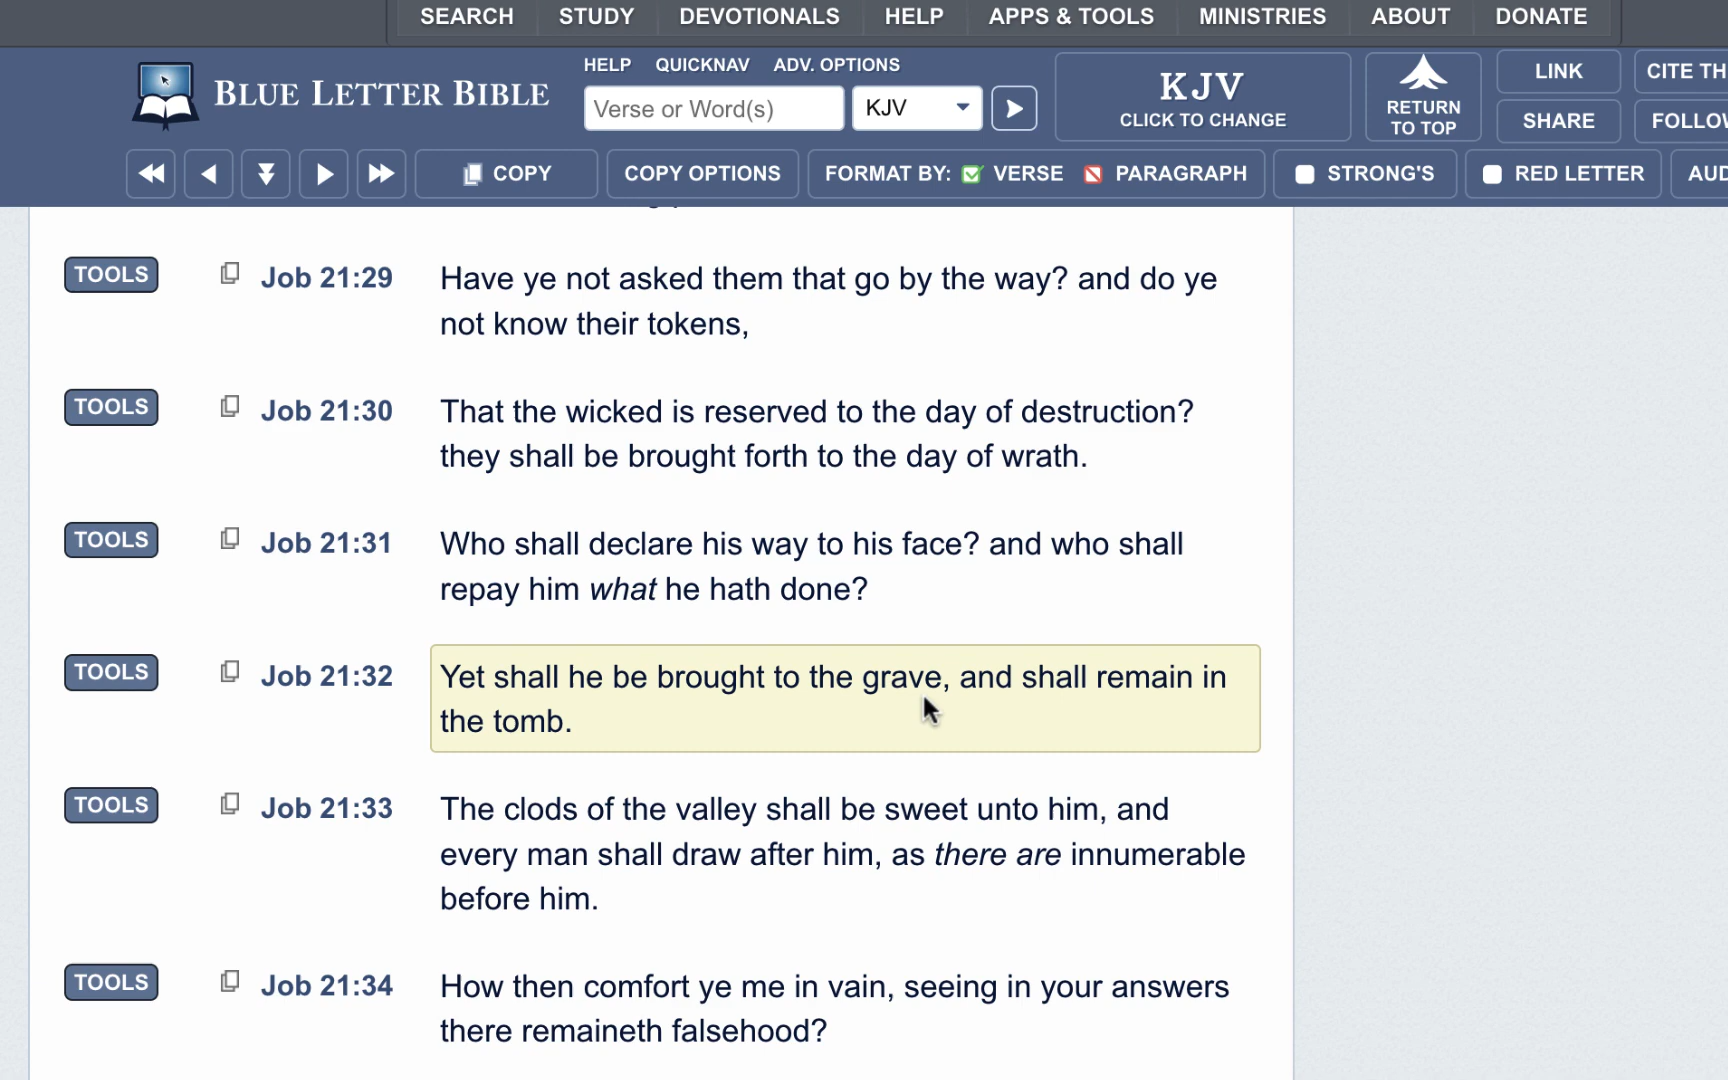 SEARCH STUDY DEVOTIONALS HELP APPS & TOOLS MINISTRIES ABOUT DONATE
HELP QUICKNAV ADV. OPTIONS
BLUE LETTER BIBLE
Verse or Word(s) KJV
KJV
CLICK TO CHANGE
RETURN
TO TOP
LINK
CITE TH
SHARE
FOLLOW
COPY COPY OPTIONS FORMAT BY: VERSE PARAGRAPH STRONG'S RED LETTER AUD
TOOLS Job 21:29 Have ye not asked them that go by the way? and do ye
not know their tokens,
TOOLS Job 21:30 That the wicked is reserved to the day of destruction?
they shall be brought forth to the day of wrath.
TOOLS Job 21:31 Who shall declare his way to his face? and who shall
repay him what he hath done?
TOOLS Job 21:32 Yet shall he be brought to the grave, and shall remain in
the tomb.
TOOLS Job 21:33 The clods of the valley shall be sweet unto him, and
every man shall draw after him, as there are innumerable
before him.
TOOLS Job 21:34 How then comfort ye me in vain, seeing in your answers
there remaineth falsehood?